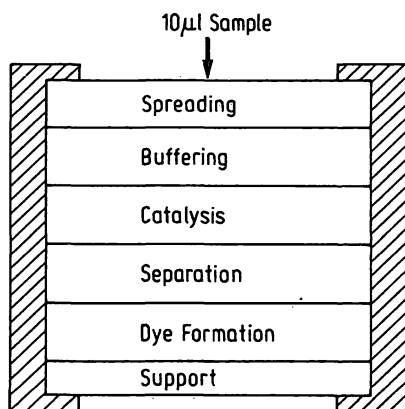 10μl Sample
Spreading
Buffering
Catalysis
Separation
Dye Formation
Support